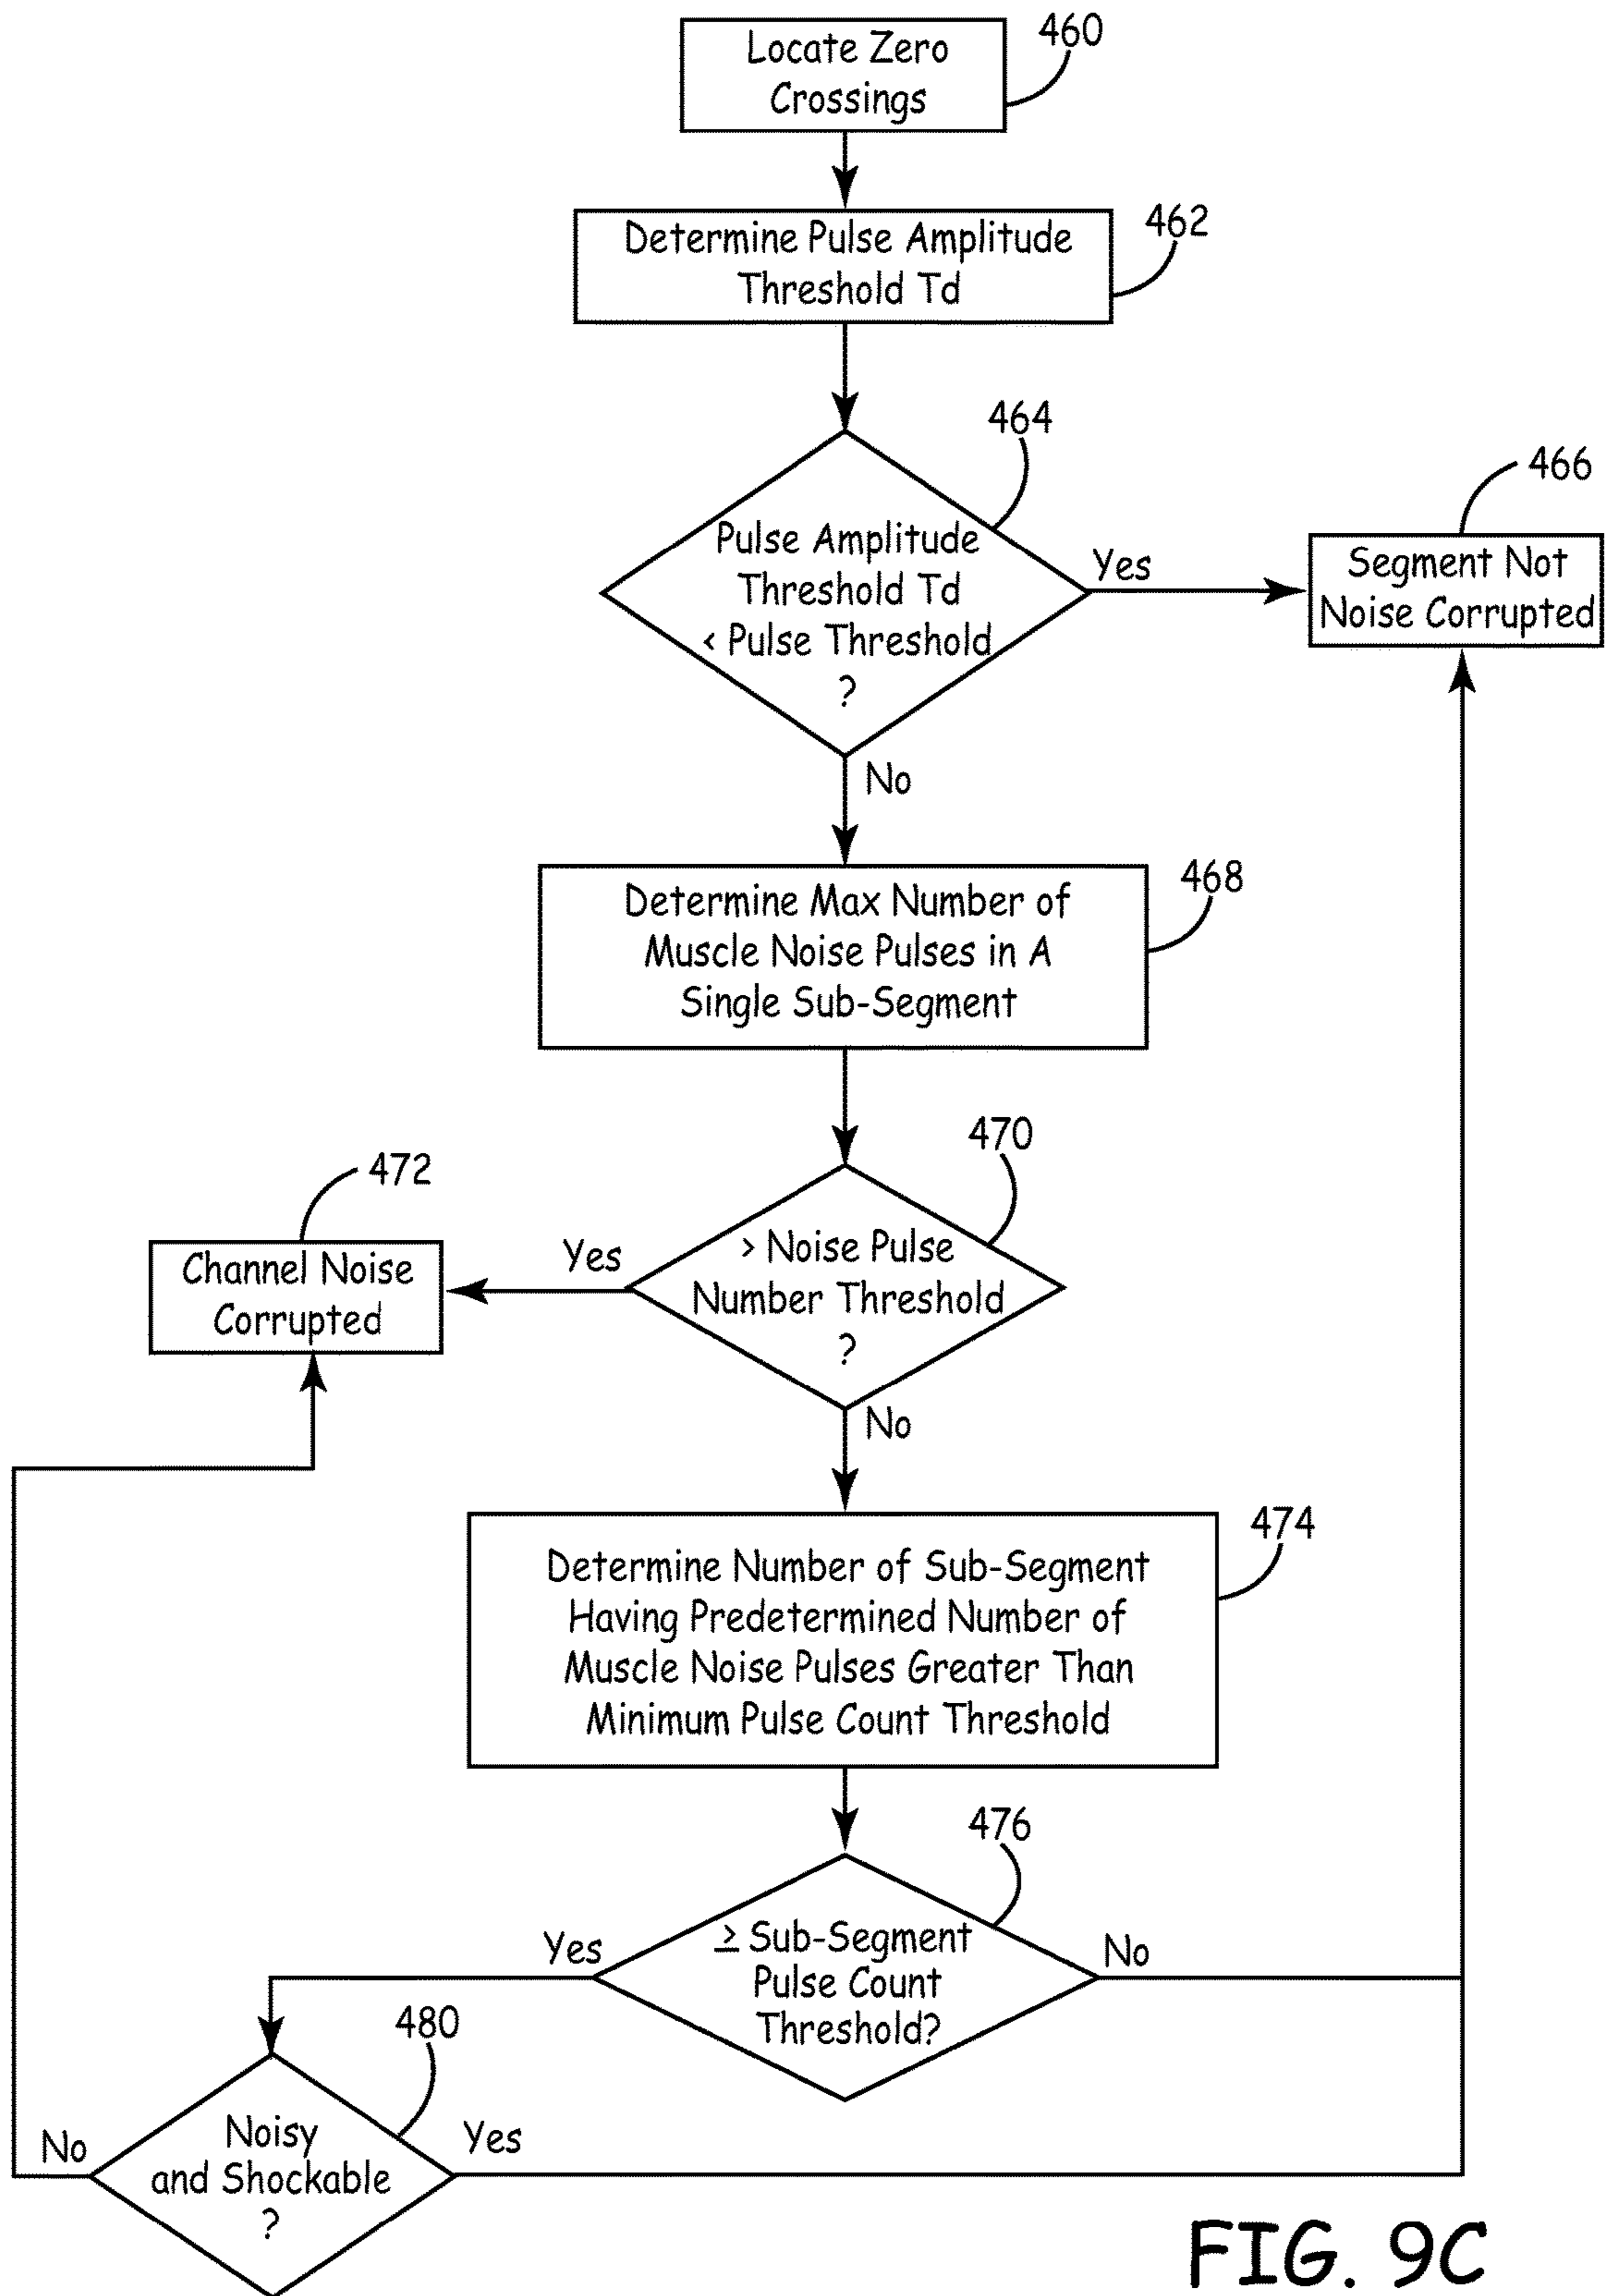 Locate Zero
Crossings
460
Determine Pulse Amplitude
Threshold Td
462
464
Pulse Amplitude
Threshold Td
< Pulse Threshold
?
Yes
466
Segment Not
Noise Corrupted
No
Determine Max Number of
Muscle Noise Pulses in A
Single Sub-Segment
468
470
> Noise Pulse
Number Threshold
?
Yes
472
Channel Noise
Corrupted
No
Determine Number of Sub-Segment
Having Predetermined Number of
Muscle Noise Pulses Greater Than
Minimum Pulse Count Threshold
474
476
≥ Sub-Segment
Pulse Count
Threshold?
Yes
No
480
Noisy
and Shockable
?
No
Yes
FIG. 9C